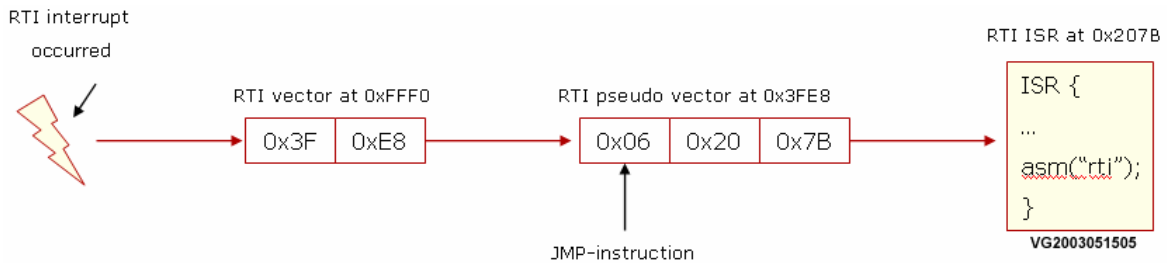 RTI interrupt
occurred
RTI vector at 0xFFF0
0x3F 0xE8
RTI pseudo vector at 0x3FE8
0x06 0x20 0x7B
JMP-instruction
RTI ISR at 0x207B
ISR {
...
asm("rti");
}
VG2003051505